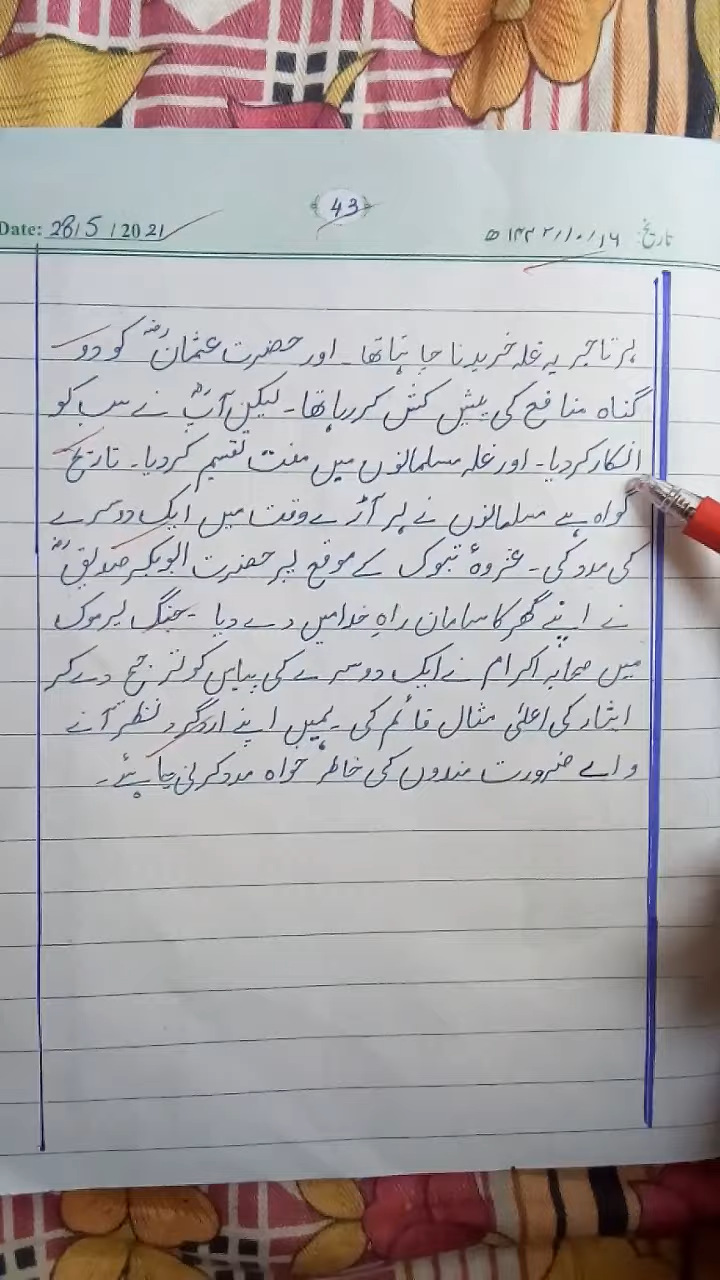 43
Date: 28/5/2021
تاریخ: ۱۶/۱۰/۱۴۴۲ھ
ہر تاجر یہ غلہ خریدنا چاہتا تھا۔ اور حضرت عثمانؓ کو دو
گناہ منافع کی پیش کش کر رہا تھا۔ لیکن آپؓ نے سب کو
انکار کر دیا۔ اور غلہ مسلمانوں میں مفت تقسیم کر دیا۔ تاریخ
گواہ ہے مسلمانوں نے ہر آڑے وقت میں ایک دوسرے
کی مدد کی۔ غزوۂ تبوک کے موقع پر حضرت ابوبکر صدیقؓ
نے اپنے گھر کا سامان راہِ خدا میں دے دیا۔ جنگ یرموک
میں صحابہ اکرام نے ایک دوسرے کی پیاس کو ترجیح دے کر
ایثار کی اعلیٰ مثال قائم کی۔ ہمیں اپنے اردگرد نظر آنے
والے ضرورت مندوں کی خاطر خواہ مدد کرنی چاہئے۔